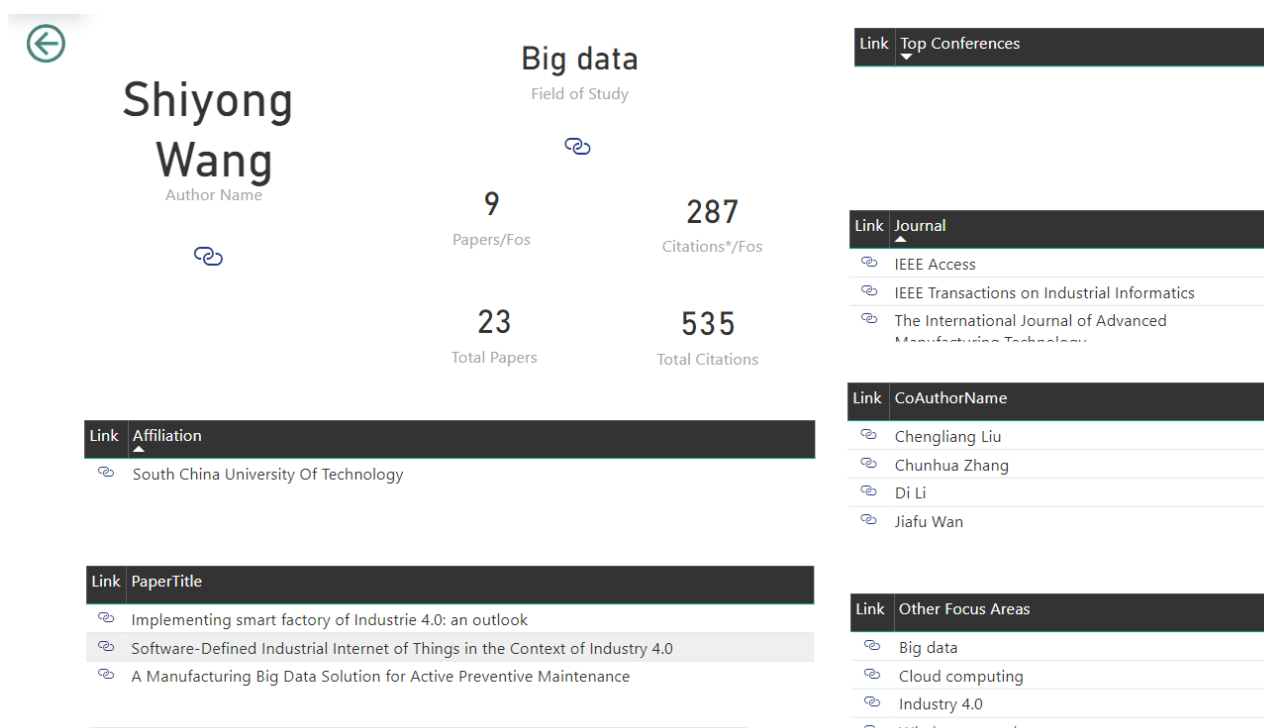 Shiyong
Wang
Author Name
Big data
Field of Study
9
Papers/Fos
287
Citations*/Fos
23
Total Papers
535
Total Citations
Link Affiliation
South China University Of Technology
Link PaperTitle
Implementing smart factory of Industrie 4.0: an outlook
Software-Defined Industrial Internet of Things in the Context of Industry 4.0
A Manufacturing Big Data Solution for Active Preventive Maintenance
Link Top Conferences
Link Journal
IEEE Access
IEEE Transactions on Industrial Informatics
The International Journal of Advanced
Manufacturing Technology
Link CoAuthorName
Chengliang Liu
Chunhua Zhang
Di Li
Jiafu Wan
Link Other Focus Areas
Big data
Cloud computing
Industry 4.0